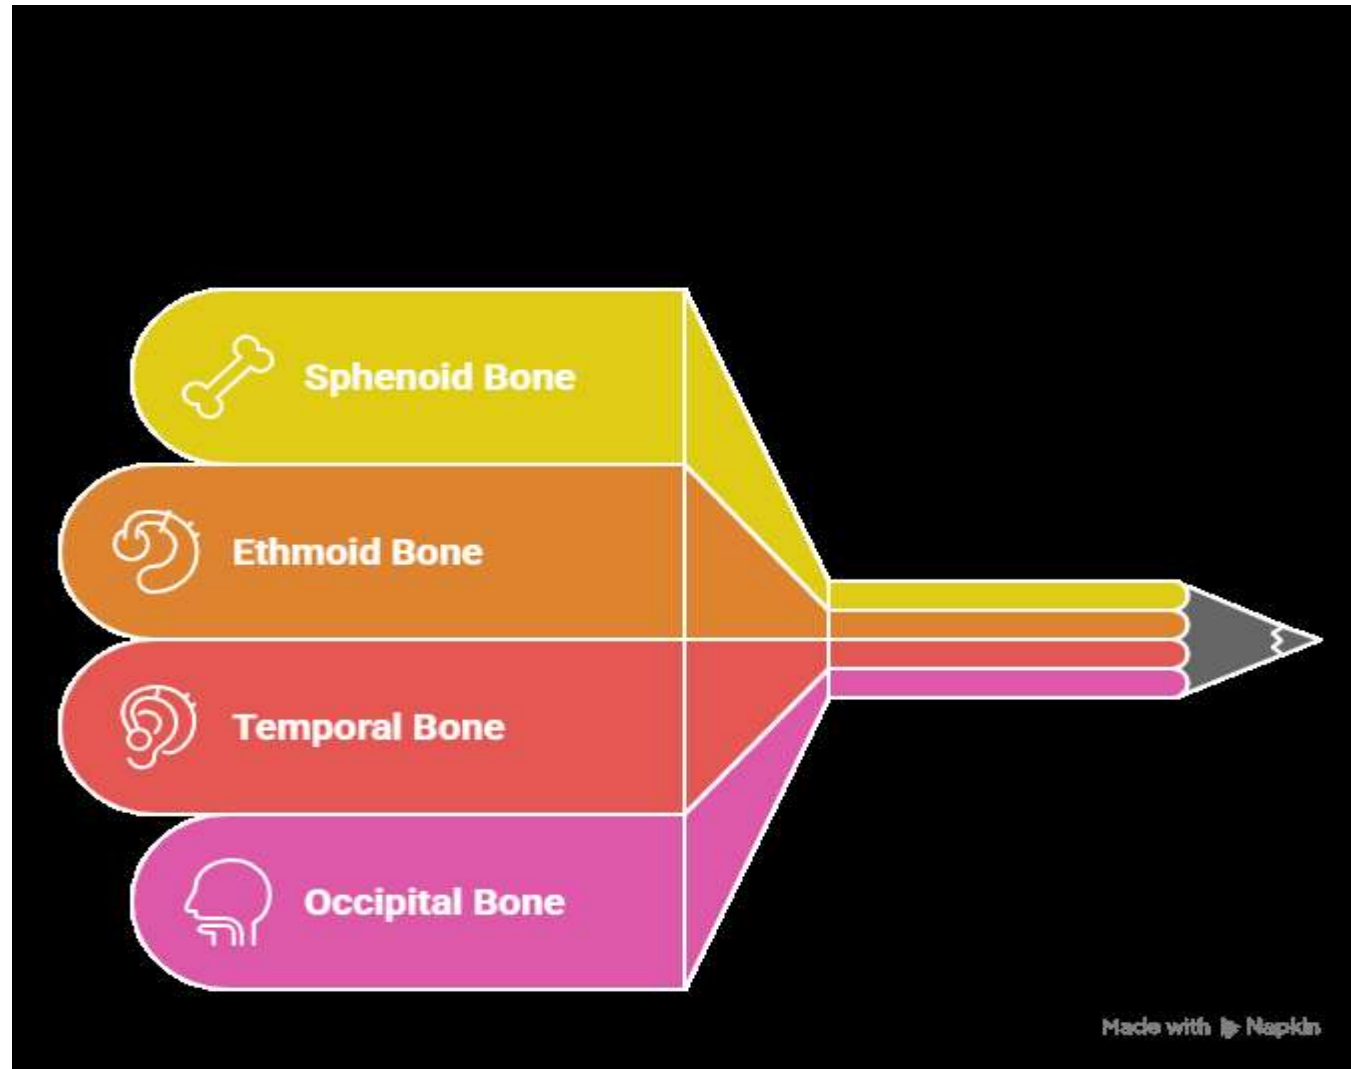 Sphenoid Bone
Ethmoid Bone
Temporal Bone
Occipital Bone
Made with Napkin